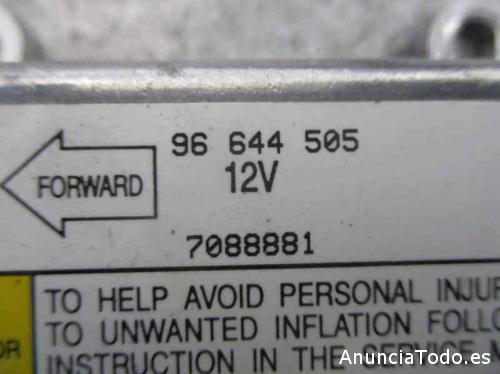 96 644 505
FORWARD
12V
7088881
TO HELP AVOID PERSONAL INJUR
TO UNWANTED INFLATION FOLLO
OR INSTRUCTION IN THE SERVICE M
AnunciaTodo.es